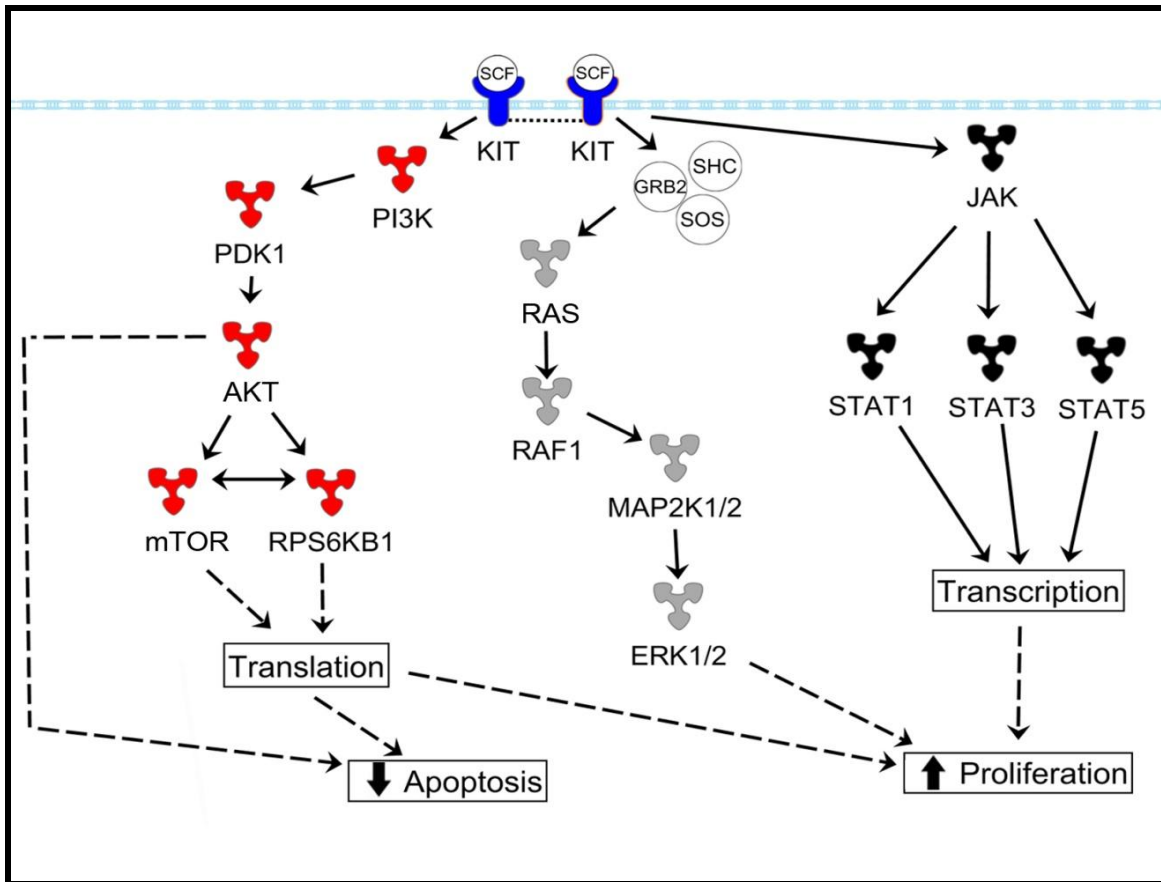 SCF
SCF
KIT
KIT
PI3K
PDK1
GRB2
SHC
SOS
JAK
RAS
AKT
RAF1
STAT1
STAT3
STAT5
MAP2K1/2
mTOR
RPS6KB1
Transcription
ERK1/2
Translation
Apoptosis
Proliferation